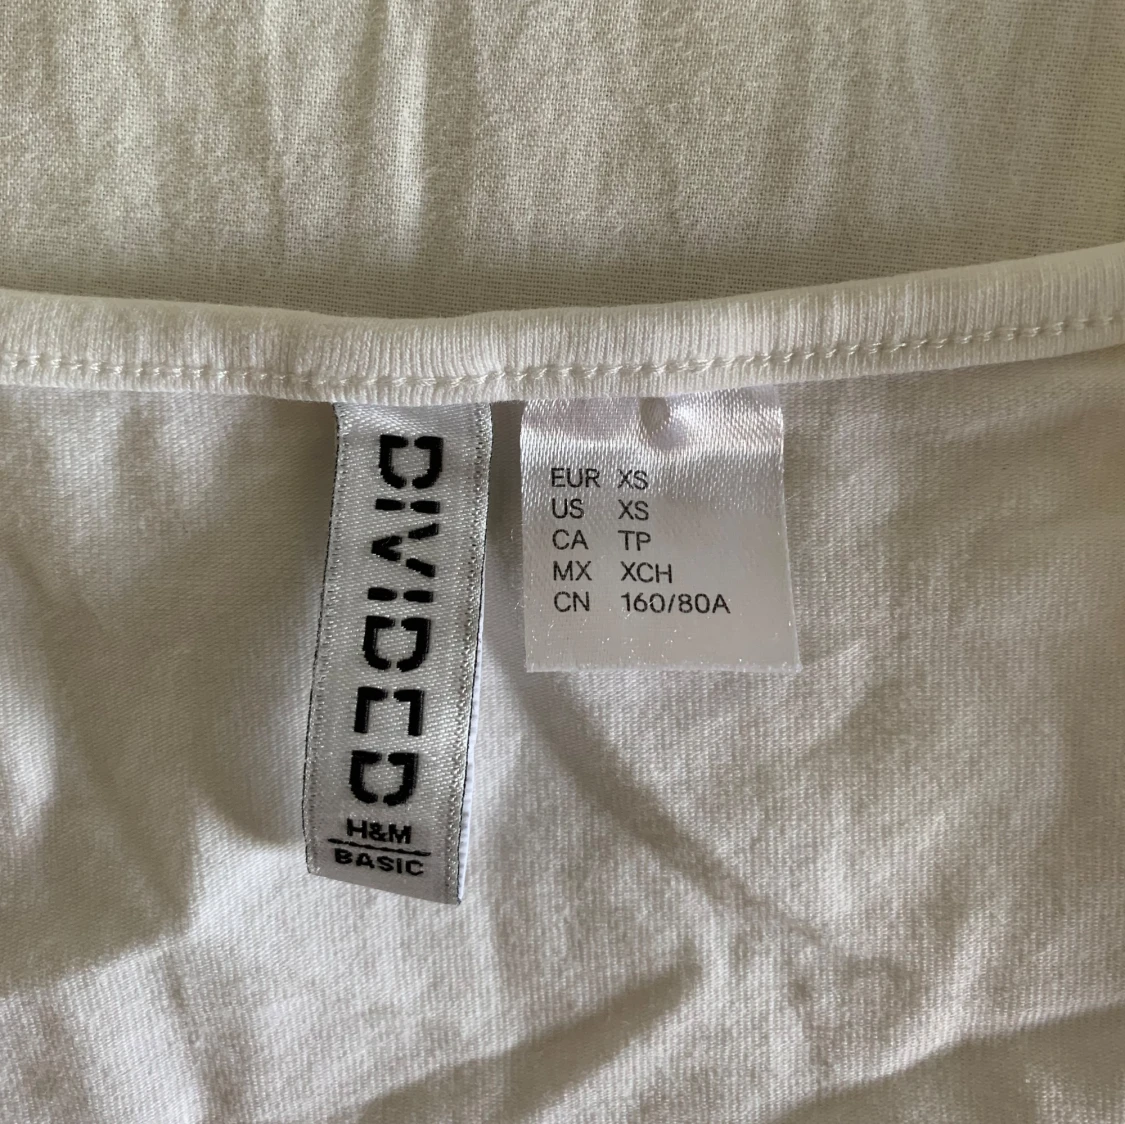 DIVIDED
H&M
BASIC
EUR XS
US XS
CA TP
MX XCH
CN 160/80A